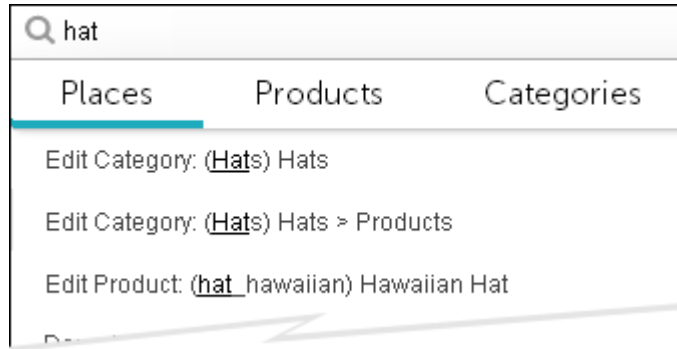 hat
Places Products Categories
Edit Category: (Hats) Hats
Edit Category: (Hats) Hats > Products
Edit Product: (hat_hawaiian) Hawaiian Hat